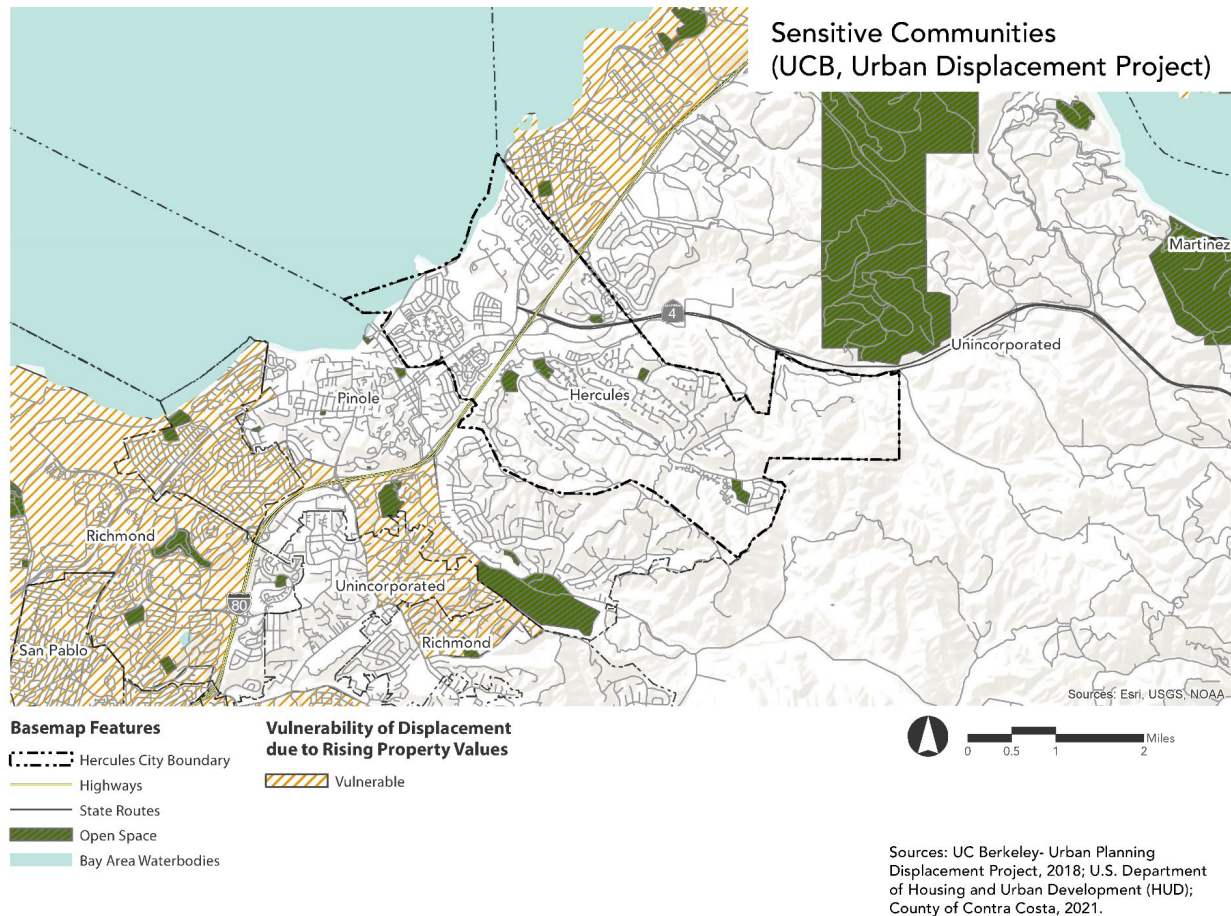 Sensitive Communities
(UCB, Urban Displacement Project)
Martinez
4
Unincorporated
Pinole
Hercules
Richmond
Unincorporated
80
Richmond
San Pablo
Sources: Esri, USGS, NOAA
Basemap Features
Hercules City Boundary
Highways
State Routes
Open Space
Bay Area Waterbodies
Vulnerability of Displacement
due to Rising Property Values
Vulnerable
0 0.5 1 2 Miles
Sources: UC Berkeley- Urban Planning
Displacement Project, 2018; U.S. Department
of Housing and Urban Development (HUD);
County of Contra Costa, 2021.